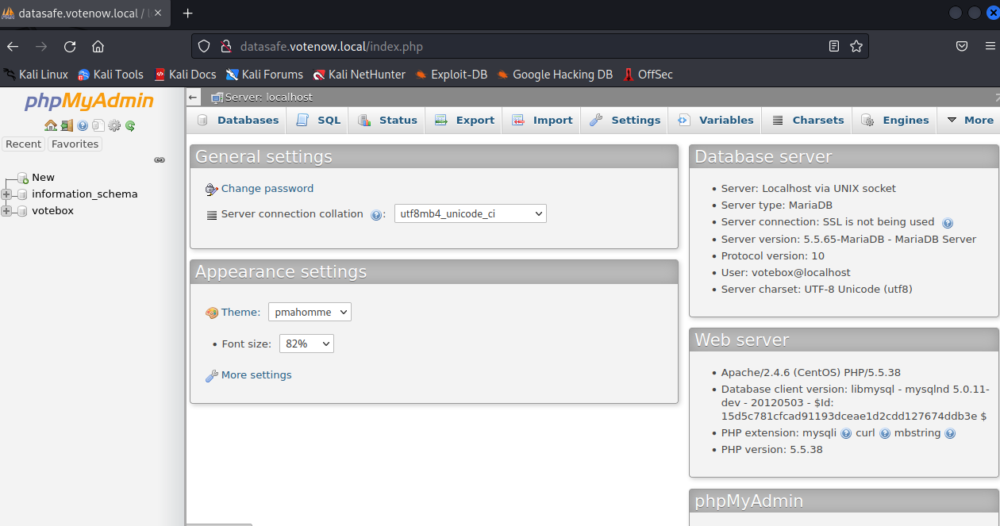 datasafe.votenow.local /
datasafe.votenow.local/index.php
Kali Linux Kali Tools Kali Docs Kali Forums Kali NetHunter Exploit-DB Google Hacking DB OffSec
phpMyAdmin
Recent Favorites
New
information_schema
votebox
Server: localhost
Databases SQL Status Export Import Settings Variables Charsets Engines More
General settings
Change password
Server connection collation : utf8mb4_unicode_ci
Appearance settings
Theme: pmahomme
• Font size: 82%
More settings
Database server
• Server: Localhost via UNIX socket
• Server type: MariaDB
• Server connection: SSL is not being used
• Server version: 5.5.65-MariaDB - MariaDB Server
• Protocol version: 10
• User: votebox@localhost
• Server charset: UTF-8 Unicode (utf8)
Web server
• Apache/2.4.6 (CentOS) PHP/5.5.38
• Database client version: libmysql - mysqlnd 5.0.11-
dev - 20120503 - $Id:
15d5c781cfcad91193dceae1d2cdd127674ddb3e $
• PHP extension: mysqli curl mbstring
• PHP version: 5.5.38
phpMyAdmin